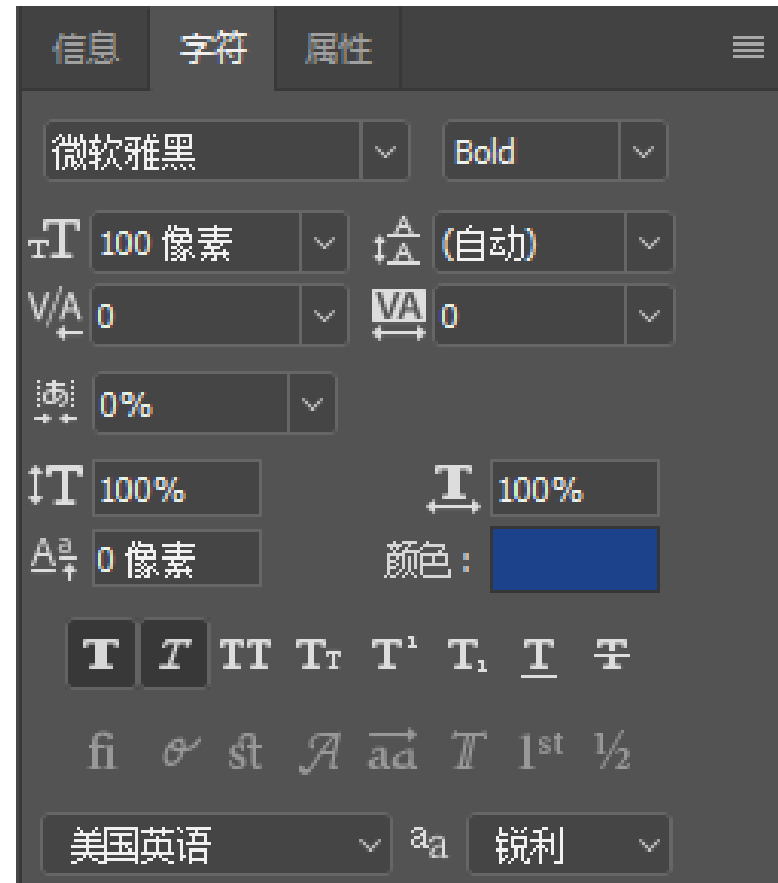 信息 字符 属性
微软雅黑 Bold
100 像素 (自动)
V/A 0 VA 0
0%
100% 100%
0 像素 颜色：
T T TT Tт T¹ T₁ T T
fi st A aa T 1st ½
美国英语 aa 锐利